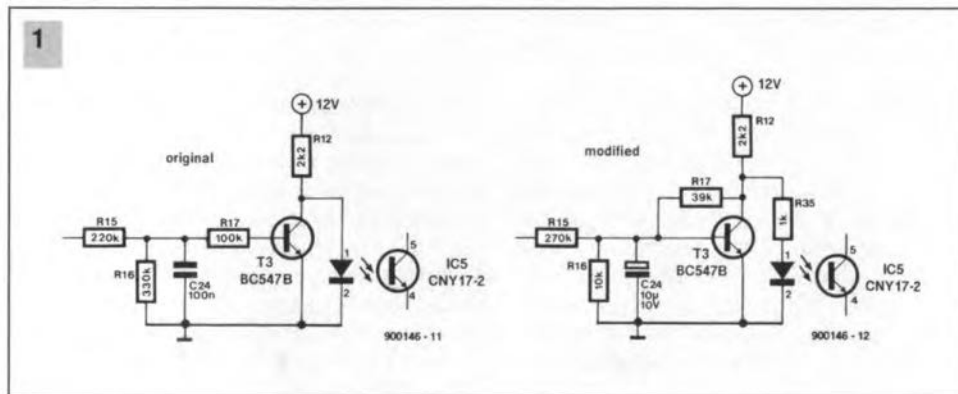 1
original
12V
R12
2k2
R15
220k
R16
330k
C24
100n
R17
100k
T3
BC547B
1
2
5
4
IC5
CNY17-2
900146 - 11
modified
12V
R12
2k2
R17
39k
R35
1k
R15
270k
R16
10k
C24
10µ
10V
T3
BC547B
1
2
5
4
IC5
CNY17-2
900146 - 12